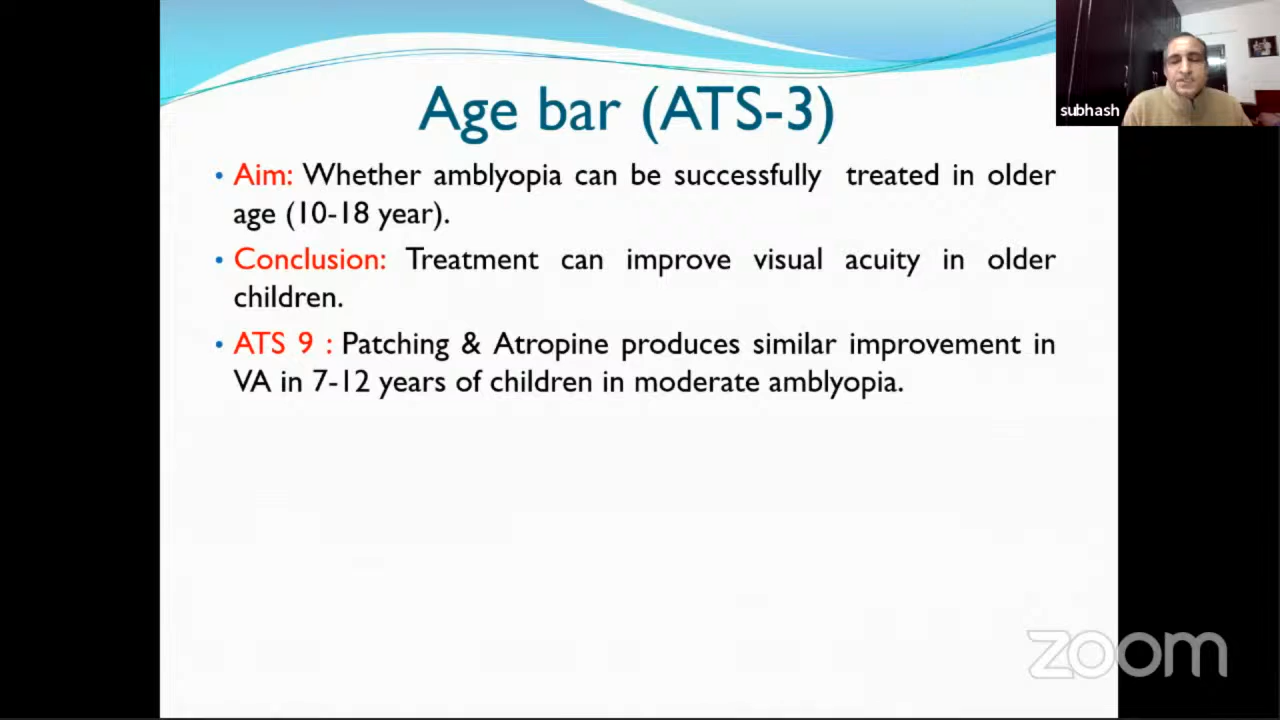 Age bar (ATS-3)
subhash
• Aim: Whether amblyopia can be successfully treated in older
age (10-18 year).
• Conclusion: Treatment can improve visual acuity in older
children.
• ATS 9 : Patching & Atropine produces similar improvement in
VA in 7-12 years of children in moderate amblyopia.
zoom